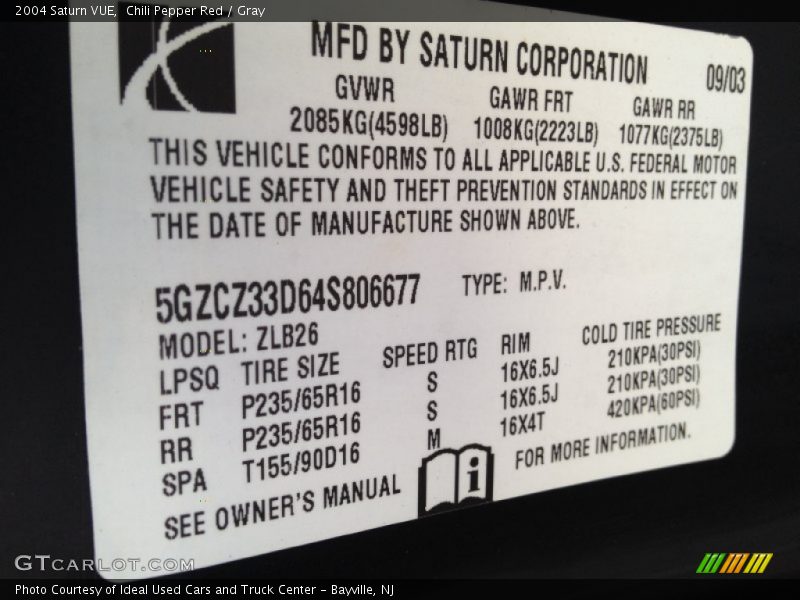 2004 Saturn VUE, Chili Pepper Red / Gray
MFD BY SATURN CORPORATION 09/03
GVWR GAWR FRT GAWR RR
2085KG(4598LB) 1008KG(2223LB) 1077KG(2375LB)
THIS VEHICLE CONFORMS TO ALL APPLICABLE U.S. FEDERAL MOTOR
VEHICLE SAFETY AND THEFT PREVENTION STANDARDS IN EFFECT ON
THE DATE OF MANUFACTURE SHOWN ABOVE.
5GZCZ33D64S806677 TYPE: M.P.V.
MODEL: ZLB26
LPSQ TIRE SIZE SPEED RTG RIM COLD TIRE PRESSURE
FRT P235/65R16 S 16X6.5J 210KPA(30PSI)
RR P235/65R16 S 16X6.5J 210KPA(30PSI)
SPA T155/90D16 M 16X4T 420KPA(60PSI)
SEE OWNER'S MANUAL i FOR MORE INFORMATION.
GTCARLOT.COM
Photo Courtesy of Ideal Used Cars and Truck Center - Bayville, NJ